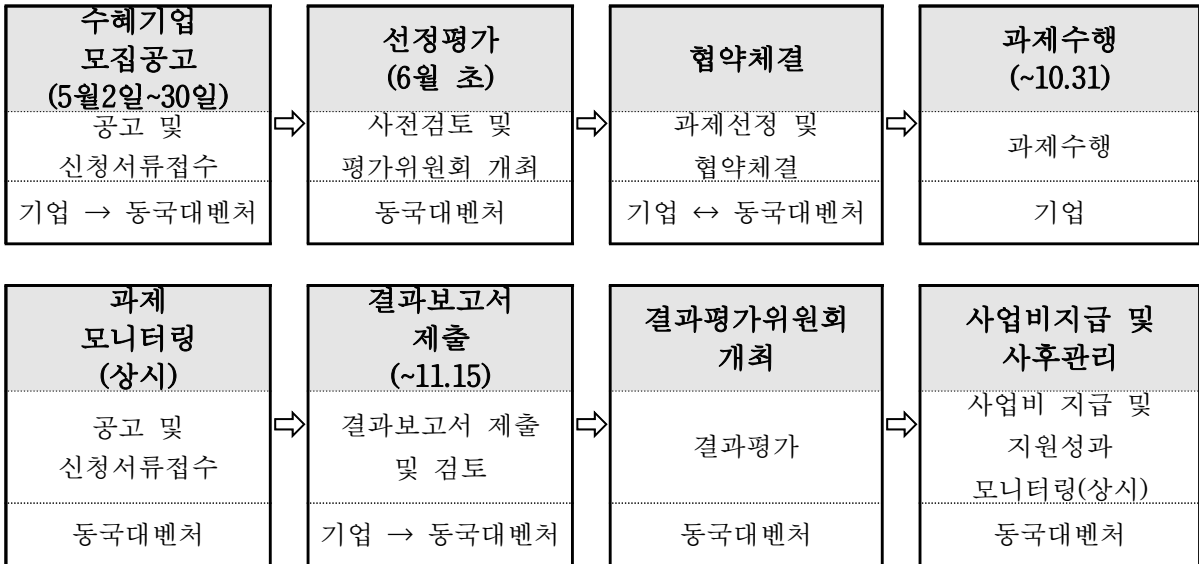 수혜기업
모집공고
(5월2일~30일)
공고 및
신청서류접수
기업 → 동국대벤처
선정평가
(6월 초)
사전검토 및
평가위원회 개최
동국대벤처
협약체결
과제선정 및
협약체결
기업 ↔ 동국대벤처
과제수행
(~10.31)
과제수행
기업
과제
모니터링
(상시)
공고 및
신청서류접수
동국대벤처
결과보고서
제출
(~11.15)
결과보고서 제출
및 검토
기업 → 동국대벤처
결과평가위원회
개최
결과평가
동국대벤처
사업비지급 및
사후관리
사업비 지급 및
지원성과
모니터링(상시)
동국대벤처